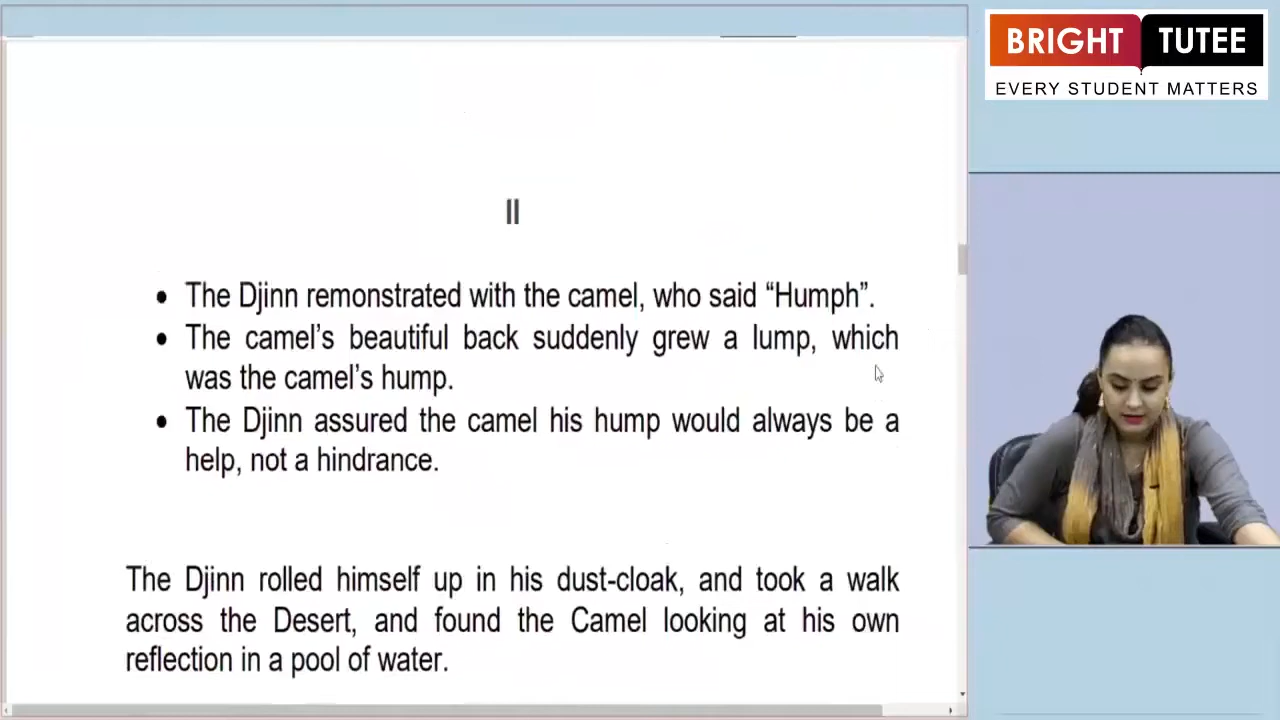 BRIGHT TUTEE
EVERY STUDENT MATTERS
II
• The Djinn remonstrated with the camel, who said “Humph”.
• The camel’s beautiful back suddenly grew a lump, which
was the camel’s hump.
• The Djinn assured the camel his hump would always be a
help, not a hindrance.
The Djinn rolled himself up in his dust-cloak, and took a walk
across the Desert, and found the Camel looking at his own
reflection in a pool of water.